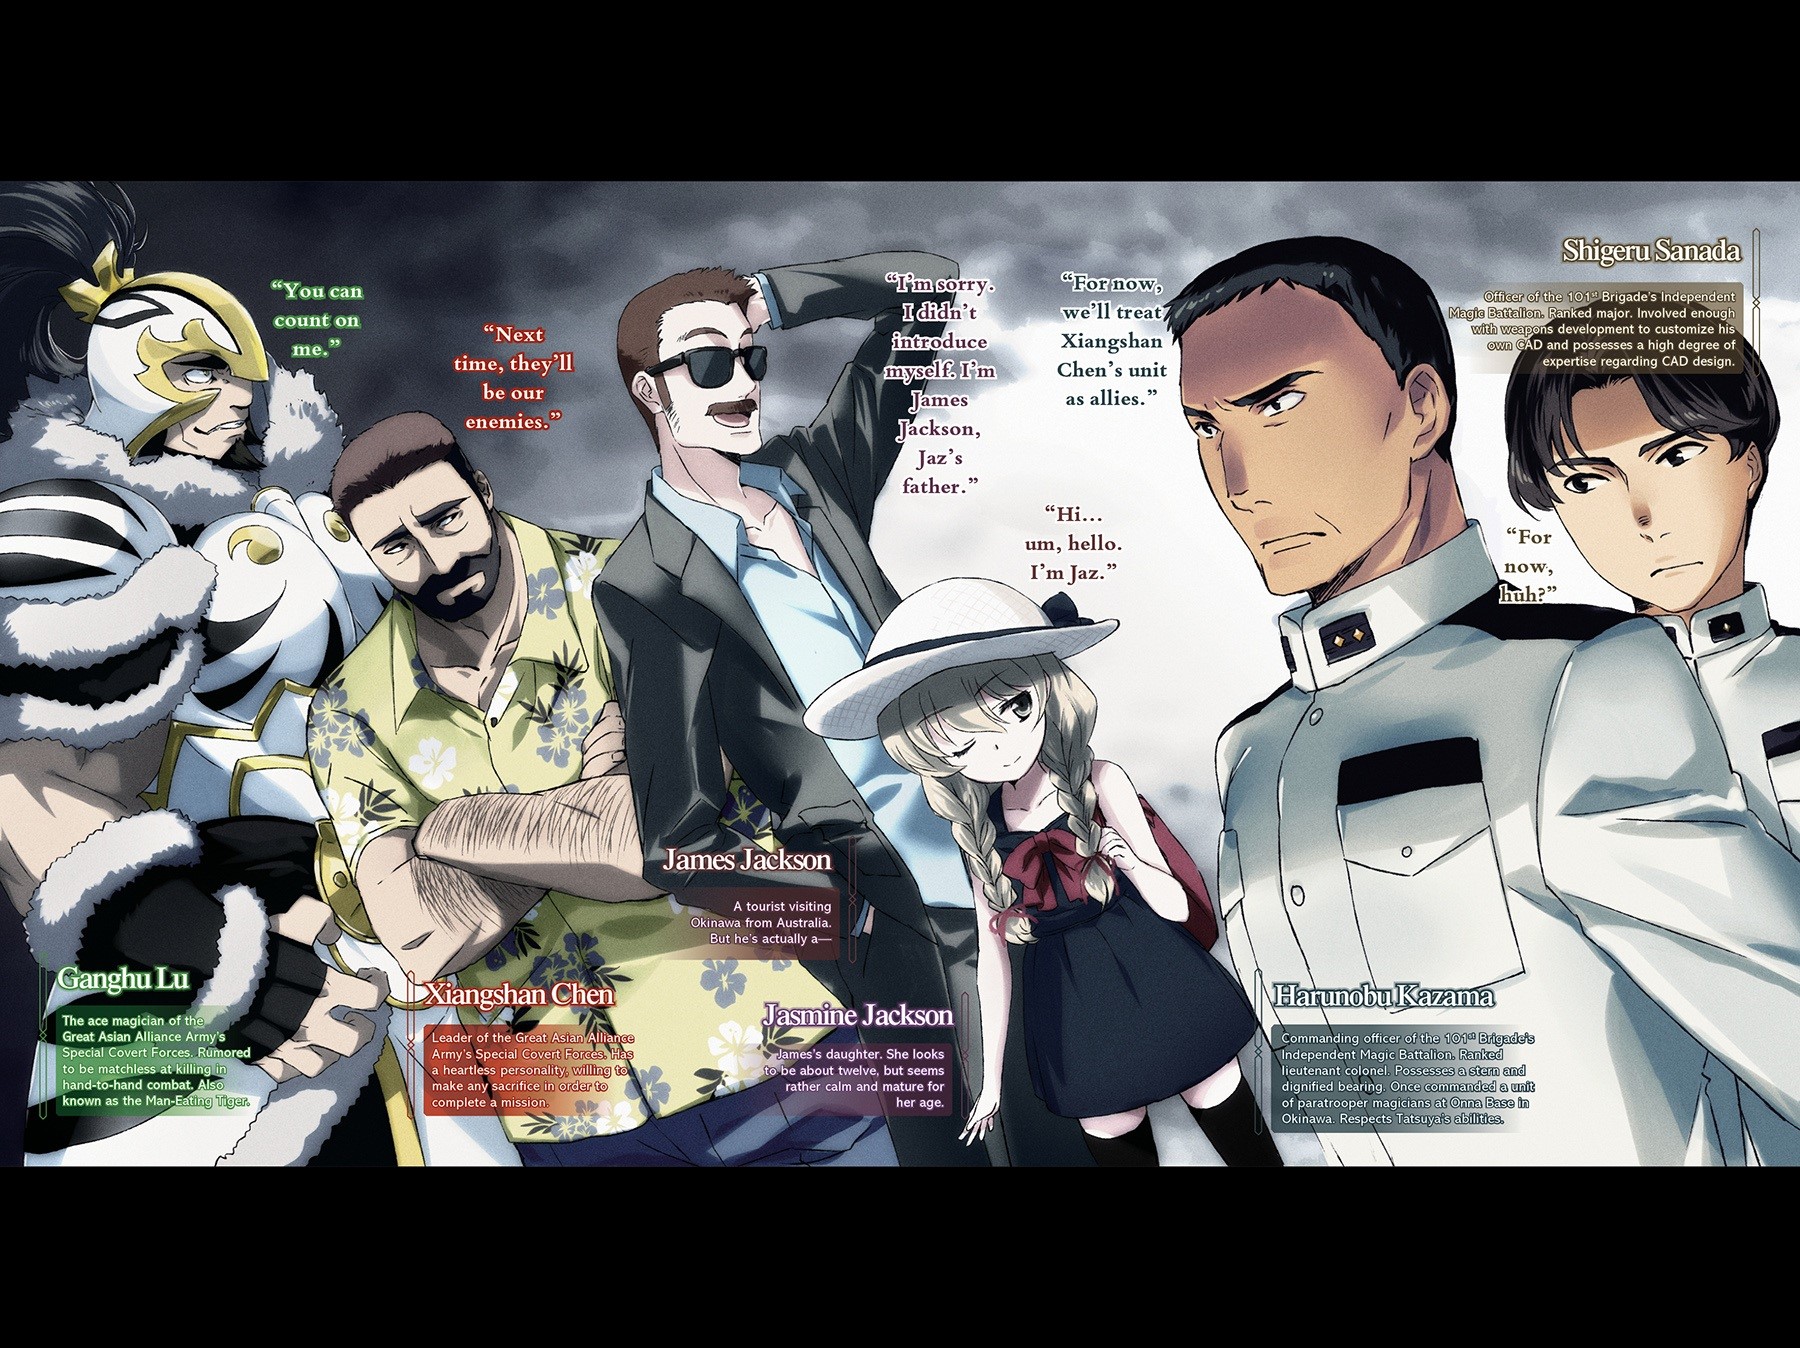 “You can
count on
me.”
“Next
time, they’ll
be our
enemies.”
“I’m sorry.
I didn’t
introduce
myself. I’m
James
Jackson,
Jaz’s
father.”
“For now,
we’ll treat
Xiangshan
Chen’s unit
as allies.”
“Hi...
um, hello.
I’m Jaz.”
Shigeru Sanada
Officer of the 101st Brigade’s Independent
Magic Battalion. Ranked major. Involved enough
with weapons development to customize his
own CAD and possesses a high degree of
expertise regarding CAD design.
“For
now,
huh?”
Ganghu Lu
The ace magician of the
Great Asian Alliance Army’s
Special Covert Forces. Rumored
to be matchless at killing in
hand-to-hand combat. Also
known as the Man-Eating Tiger.
Xiangshan Chen
Leader of the Great Asian Alliance
Army’s Special Covert Forces. Has
a heartless personality, willing to
make any sacrifice in order to
complete a mission.
James Jackson
A tourist visiting
Okinawa from Australia.
But he’s actually a—
Jasmine Jackson
James’s daughter. She looks
to be about twelve, but seems
rather calm and mature for
her age.
Harunobu Kazama
Commanding officer of the 101st Brigade’s
Independent Magic Battalion. Ranked
lieutenant colonel. Possesses a stern and
dignified bearing. Once commanded a unit
of paratrooper magicians at Onna Base in
Okinawa. Respects Tatsuya’s abilities.